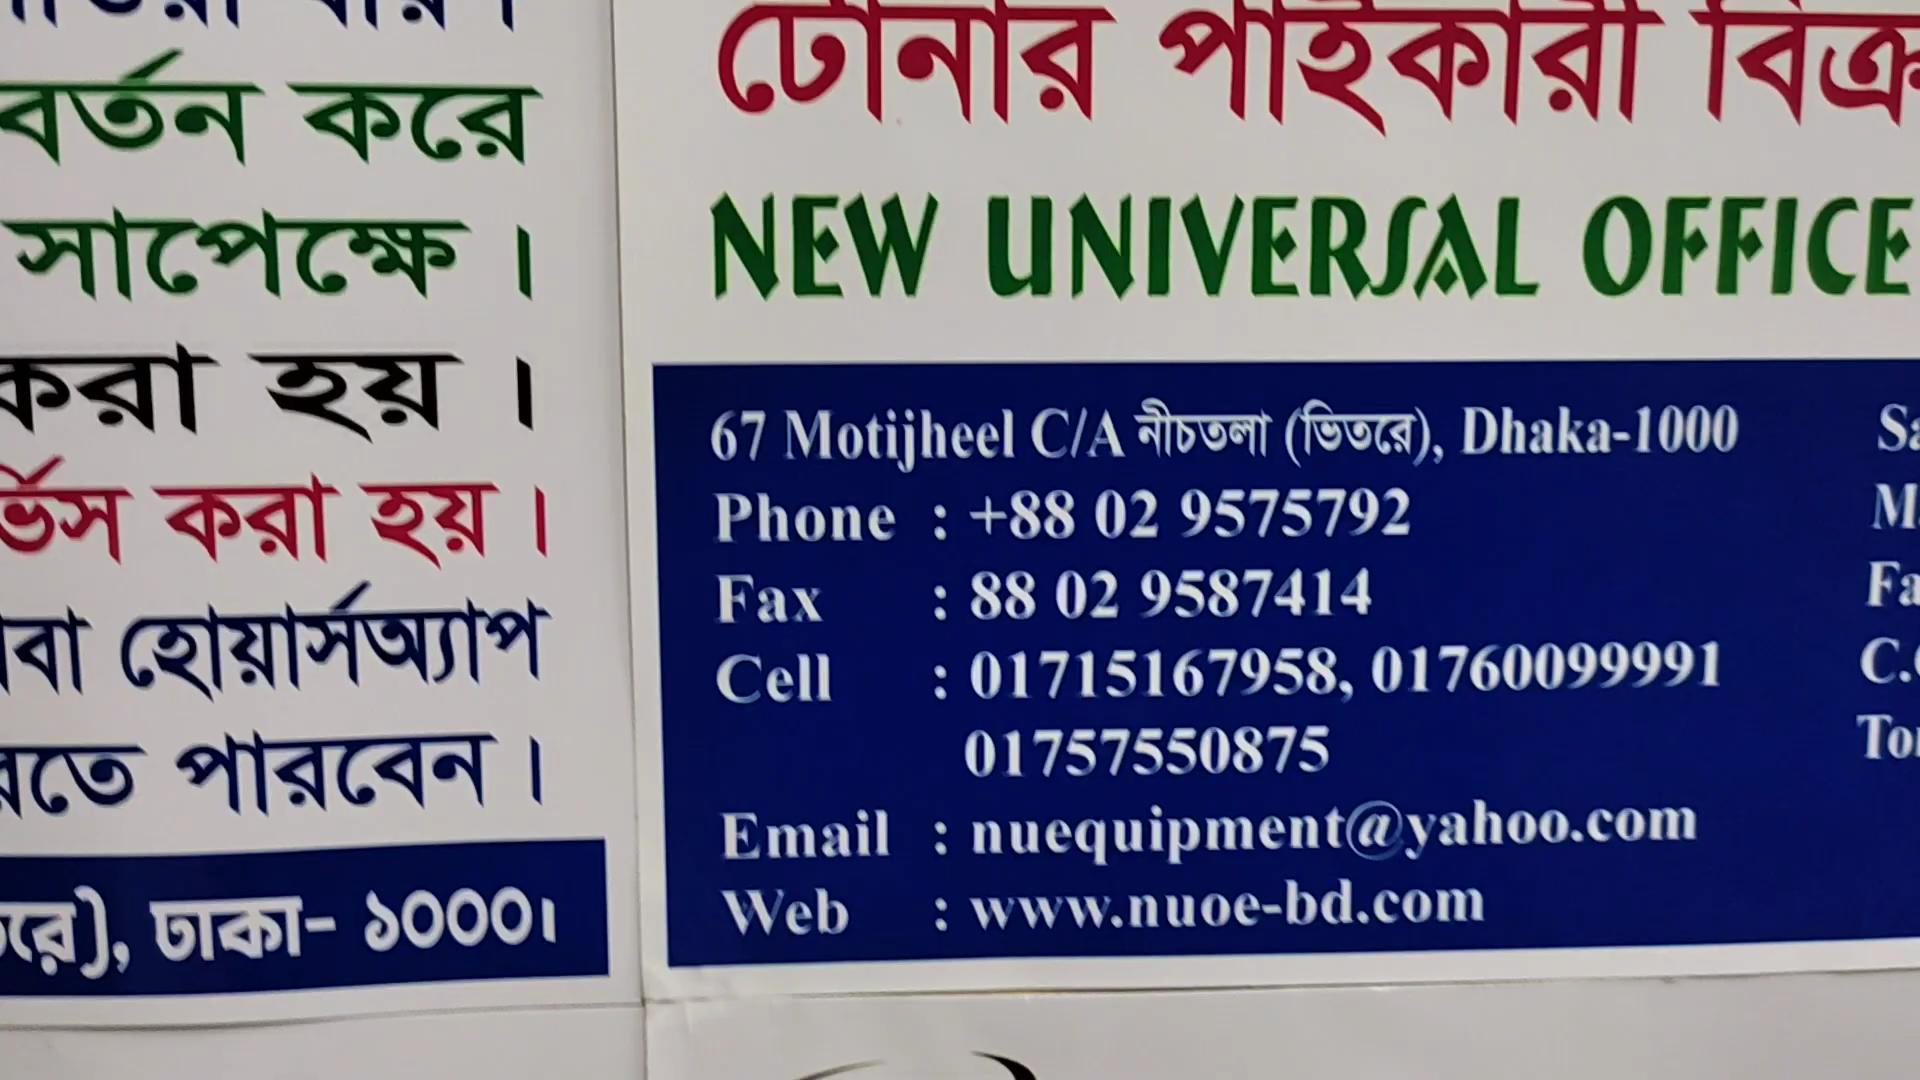 বর্তন করে
সাপেক্ষে ।
করা হয় ।
র্ভিস করা হয় ।
বা হোয়ার্সঅ্যাপ
রতে পারবেন ।
রে), ঢাকা- ১০০০।
টোনার পাইকারী বিক্র
NEW UNIVERSAL OFFICE
67 Motijheel C/A নীচতলা (ভিতরে), Dhaka-1000
Phone : +88 02 9575792
Fax : 88 02 9587414
Cell : 01715167958, 01760099991
01757550875
Email : nuequipment@yahoo.com
Web : www.nuoe-bd.com